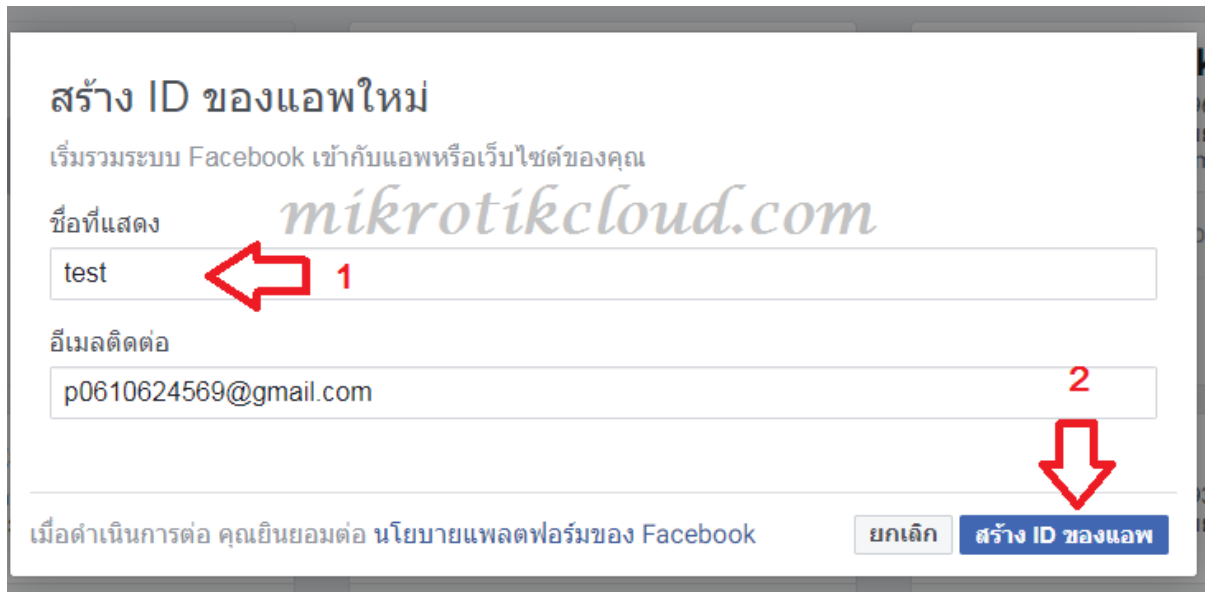 สร้าง ID ของแอพใหม่
เริ่มรวมระบบ Facebook เข้ากับแอพหรือเว็บไซต์ของคุณ
mikrotikcloud.com
ชื่อที่แสดง
test
1
อีเมลติดต่อ
p0610624569@gmail.com
2
เมื่อดำเนินการต่อ คุณยินยอมต่อ นโยบายแพลตฟอร์มของ Facebook
ยกเลิก
สร้าง ID ของแอพ